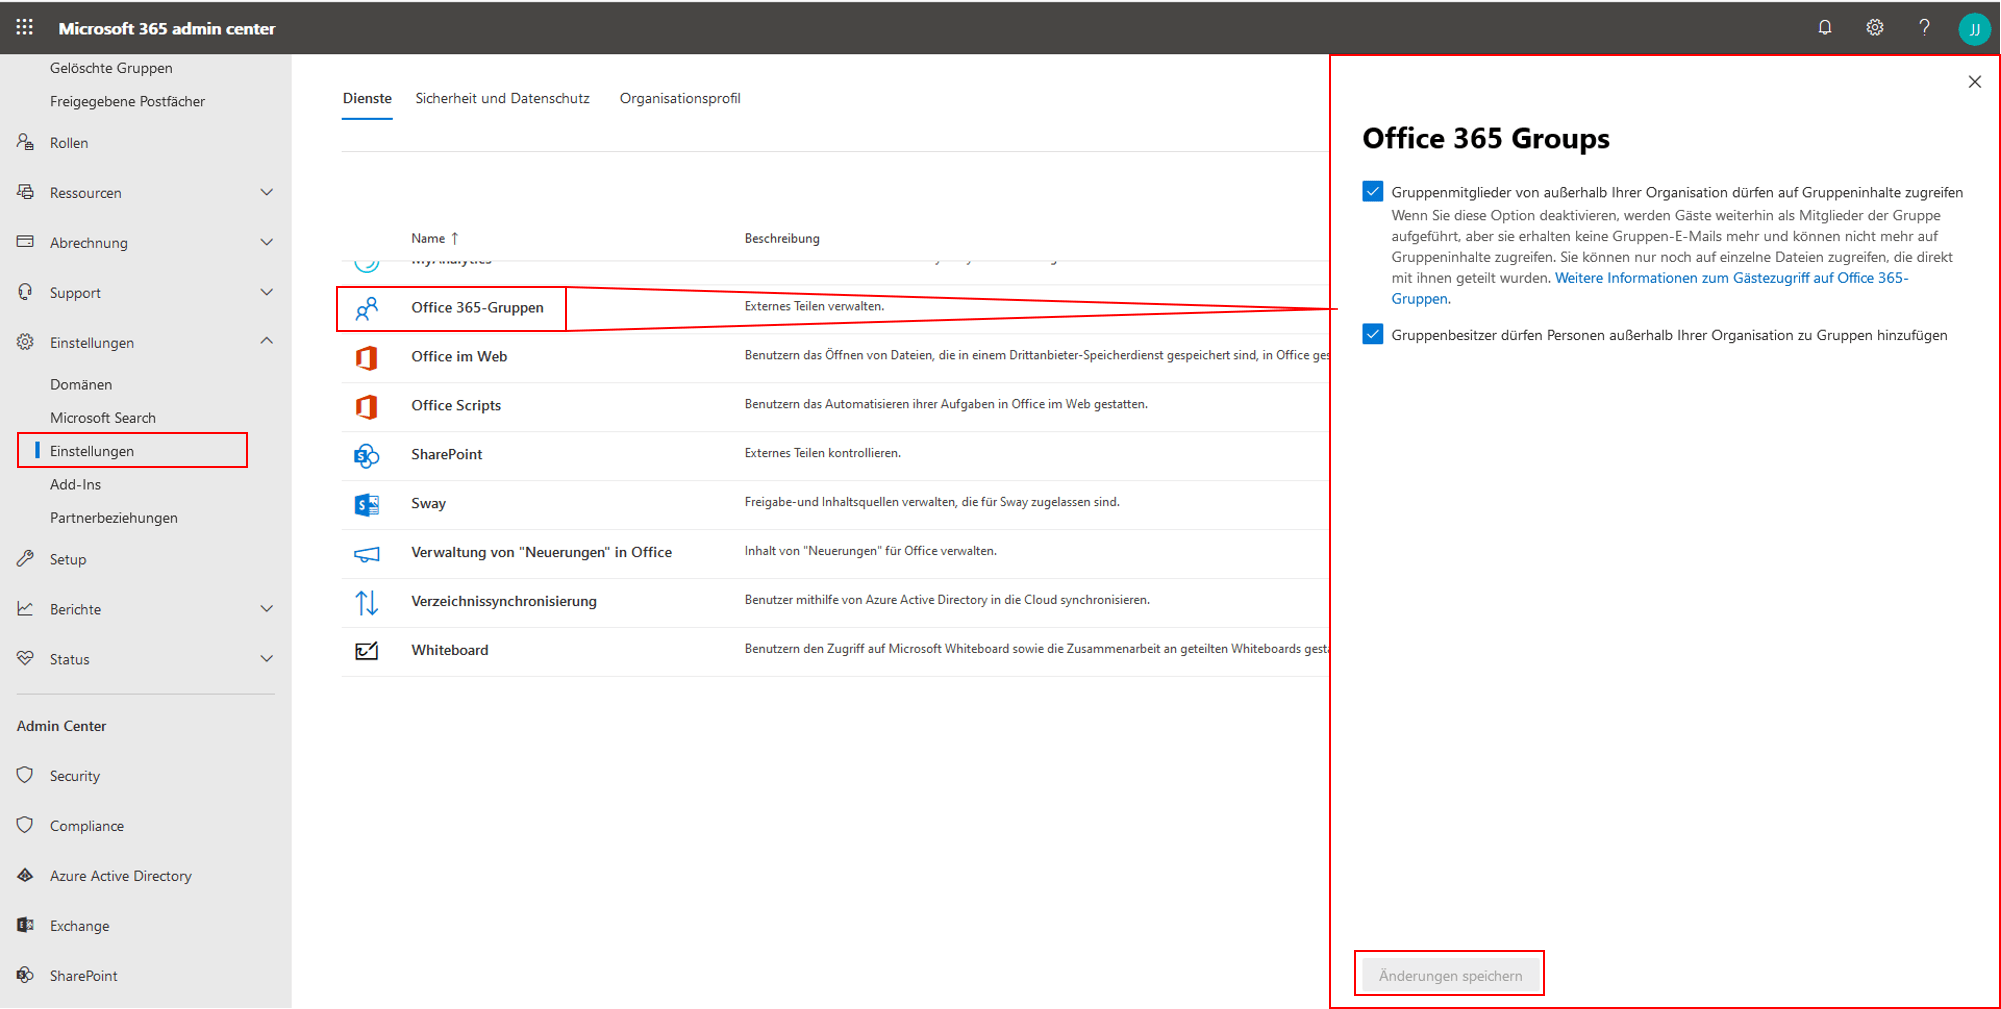 Microsoft 365 admin center
JJ
Gelöschte Gruppen
Freigegebene Postfächer
Rollen
Ressourcen
Abrechnung
Support
Einstellungen
Domänen
Microsoft Search
Einstellungen
Add-Ins
Partnerbeziehungen
Setup
Berichte
Status
Admin Center
Security
Compliance
Azure Active Directory
Exchange
SharePoint
Dienste Sicherheit und Datenschutz Organisationsprofil
Name ↑ Beschreibung
MyAnalytics
Office 365-Gruppen Externes Teilen verwalten.
Office im Web Benutzern das Öffnen von Dateien, die in einem Drittanbieter-Speicherdienst gespeichert sind, in Office ges
Office Scripts Benutzern das Automatisieren ihrer Aufgaben in Office im Web gestatten.
SharePoint Externes Teilen kontrollieren.
Sway Freigabe-und Inhaltsquellen verwalten, die für Sway zugelassen sind.
Verwaltung von "Neuerungen" in Office Inhalt von "Neuerungen" für Office verwalten.
Verzeichnissynchronisierung Benutzer mithilfe von Azure Active Directory in die Cloud synchronisieren.
Whiteboard Benutzern den Zugriff auf Microsoft Whiteboard sowie die Zusammenarbeit an geteilten Whiteboards gesta
Office 365 Groups
Gruppenmitglieder von außerhalb Ihrer Organisation dürfen auf Gruppeninhalte zugreifen
Wenn Sie diese Option deaktivieren, werden Gäste weiterhin als Mitglieder der Gruppe
aufgeführt, aber sie erhalten keine Gruppen-E-Mails mehr und können nicht mehr auf
Gruppeninhalte zugreifen. Sie können nur noch auf einzelne Dateien zugreifen, die direkt
mit ihnen geteilt wurden. Weitere Informationen zum Gästezugriff auf Office 365-
Gruppen.
Gruppenbesitzer dürfen Personen außerhalb Ihrer Organisation zu Gruppen hinzufügen
Änderungen speichern